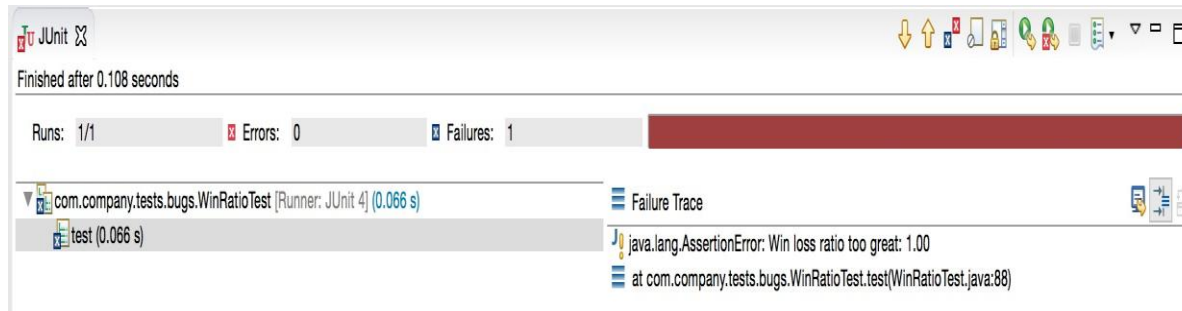 JUnit
Finished after 0.108 seconds
Runs: 1/1 Errors: 0 Failures: 1
com.company.tests.bugs.WinRatioTest [Runner: JUnit 4] (0.066 s)
test (0.066 s)
Failure Trace
java.lang.AssertionError: Win loss ratio too great: 1.00
at com.company.tests.bugs.WinRatioTest.test(WinRatioTest.java:88)